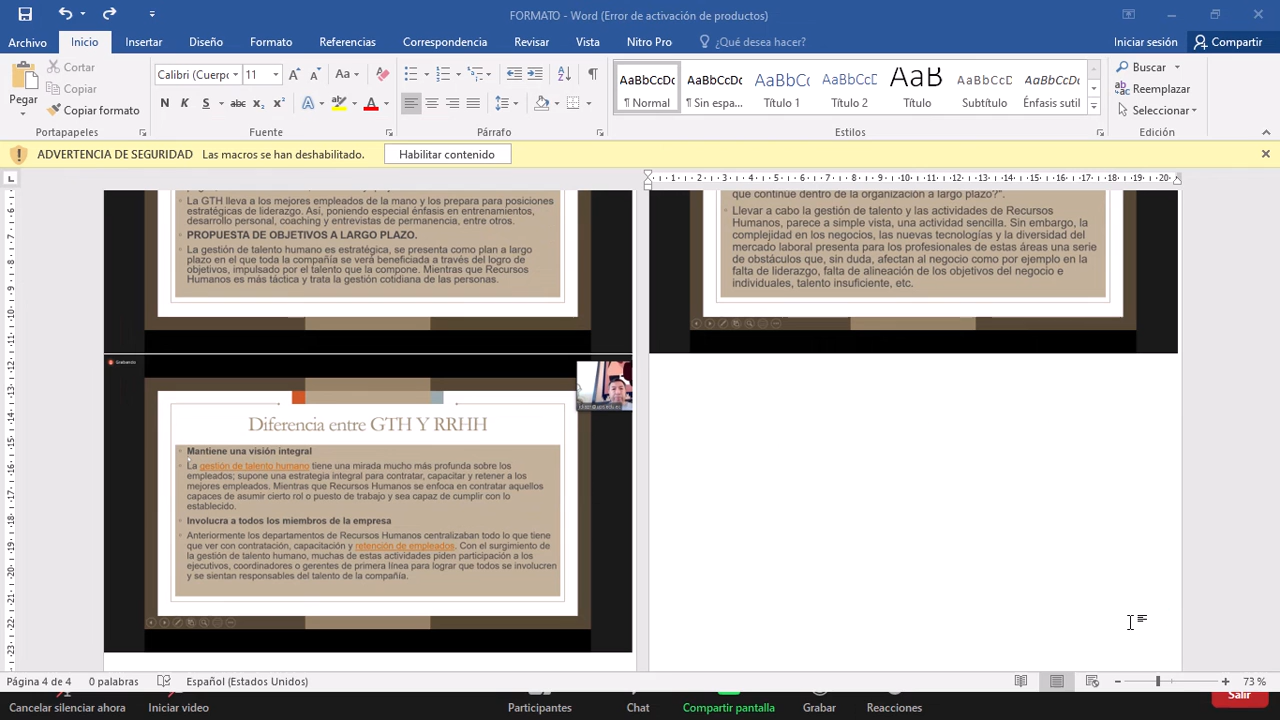 FORMATO - Word (Error de activación de productos)
Archivo Inicio Insertar Diseño Formato Referencias Correspondencia Revisar Vista Nitro Pro ¿Qué desea hacer? Iniciar sesión Compartir
Pegar
Cortar
Copiar
Copiar formato
Portapapeles
Calibri (Cuerpo 11
Aa
N K S abc x₂ x²
Fuente
Párrafo
AaBbCcDc AaBbCcDc AaBbCcD AaBbCcD AaB AaBbCcD AaBbCcDc
¶ Normal ¶ Sin espa... Título 1 Título 2 Título Subtítulo Énfasis sutil
Estilos
Buscar
Reemplazar
Seleccionar
Edición
ADVERTENCIA DE SEGURIDAD Las macros se han deshabilitado. Habilitar contenido
La GTH lleva a los mejores empleados de la mano y los prepara para posiciones
estratégicas de liderazgo. Así, poniendo especial énfasis en entrenamientos,
desarrollo personal, coaching y entrevistas de permanencia, entre otros.
PROPUESTA DE OBJETIVOS A LARGO PLAZO.
La gestión de talento humano es estratégica, se presenta como plan a largo
plazo en el que toda la compañía se verá beneficiada a través del logro de
objetivos, impulsado por el talento que la compone. Mientras que Recursos
Humanos es más táctica y trata la gestión cotidiana de las personas.
que continue dentro de la organización a largo plazo?".
Llevar a cabo la gestión de talento y las actividades de Recursos
Humanos, parece a simple vista, una actividad sencilla. Sin embargo, la
complejidad en los negocios, las nuevas tecnologías y la diversidad del
mercado laboral presenta para los profesionales de estas áreas una serie
de obstáculos que, sin duda, afectan al negocio como por ejemplo en la
falta de liderazgo, falta de alineación de los objetivos del negocio e
individuales, talento insuficiente, etc.
Grabando
Diferencia entre GTH Y RRHH
Mantiene una visión integral
La gestión de talento humano tiene una mirada mucho más profunda sobre los
empleados; supone una estrategia integral para contratar, capacitar y retener a los
mejores empleados. Mientras que Recursos Humanos se enfoca en contratar aquellos
capaces de asumir cierto rol o puesto de trabajo y sea capaz de cumplir con lo
establecido.
Involucra a todos los miembros de la empresa
Anteriormente los departamentos de Recursos Humanos centralizaban todo lo que tiene
que ver con contratación, capacitación y retención de empleados. Con el surgimiento de
la gestión de talento humano, muchas de estas actividades piden participación a los
ejecutivos, coordinadores o gerentes de primera línea para lograr que todos se involucren
y se sientan responsables del talento de la compañía.
Página 4 de 4 0 palabras Español (Estados Unidos) 73 %
Cancelar silenciar ahora Iniciar video Participantes Chat Compartir pantalla Grabar Reacciones Salir